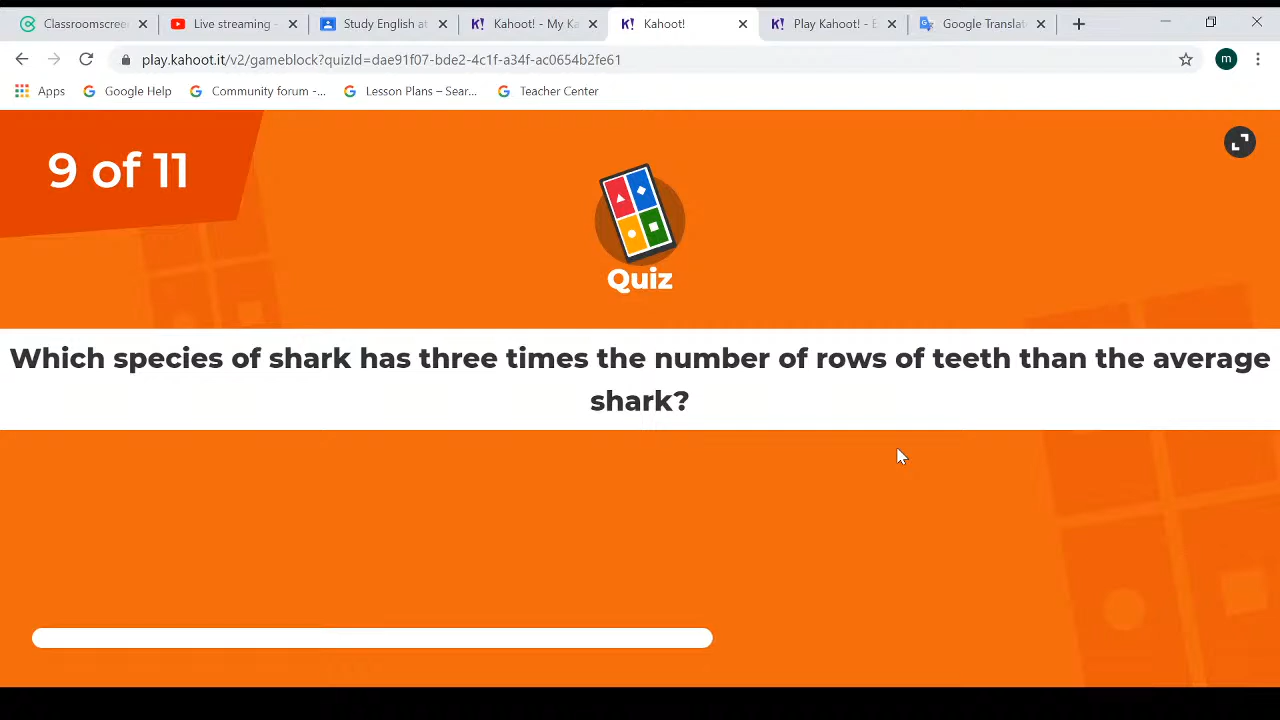 Classroomscree
Live streaming -
Study English at
K! Kahoot! - My Ka
K! Kahoot!
K! Play Kahoot! - E
Google Translat
play.kahoot.it/v2/gameblock?quizId=dae91f07-bde2-4c1f-a34f-ac0654b2fe61
m
Apps
Google Help
Community forum -...
Lesson Plans – Sear...
Teacher Center
9 of 11
Quiz
Which species of shark has three times the number of rows of teeth than the average
shark?